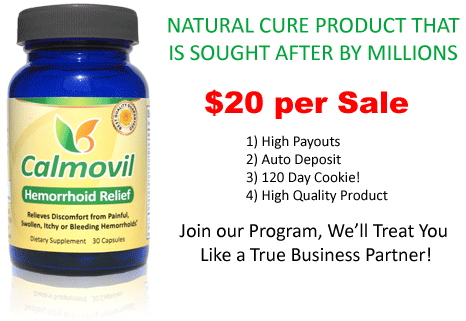 NATURAL CURE PRODUCT THAT
IS SOUGHT AFTER BY MILLIONS
$20 per Sale
1) High Payouts
2) Auto Deposit
3) 120 Day Cookie!
4) High Quality Product
Join our Program, We'll Treat You
Like a True Business Partner!
Calmovil
Hemorrhoid Relief
Relieves Discomfort from Painful,
Swollen, Itchy or Bleeding Hemorrhoids*
Dietary Supplement 30 Capsules